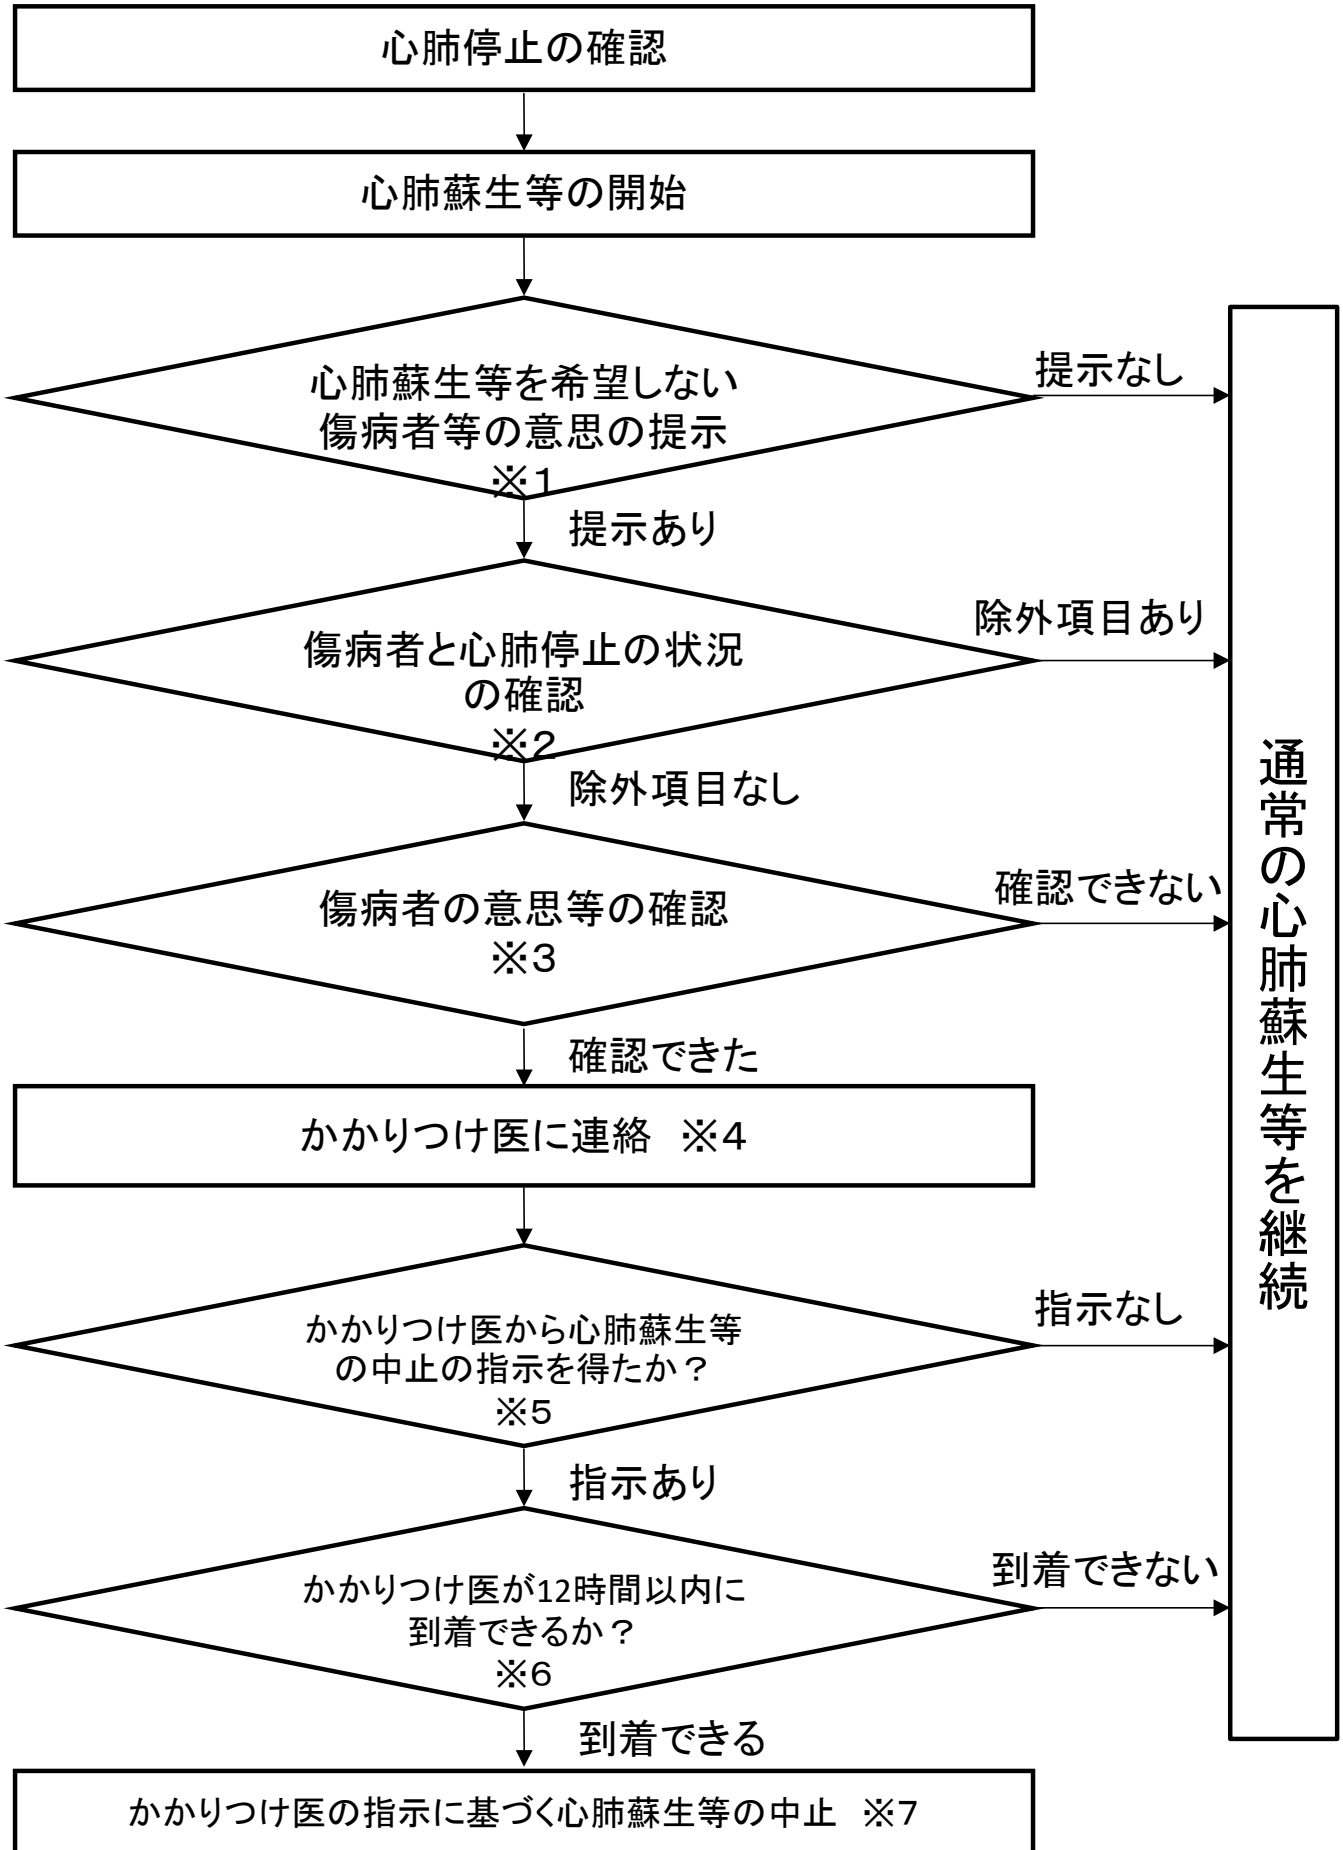 心肺停止の確認
心肺蘇生等の開始
心肺蘇生等を希望しない
傷病者等の意思の提示
※1
提示なし
提示あり
傷病者と心肺停止の状況
の確認
※2
除外項目あり
除外項目なし
傷病者の意思等の確認
※3
確認できない
確認できた
かかりつけ医に連絡 ※4
かかりつけ医から心肺蘇生等
の中止の指示を得たか？
※5
指示なし
指示あり
かかりつけ医が12時間以内に
到着できるか？
※6
到着できない
到着できる
かかりつけ医の指示に基づく心肺蘇生等の中止 ※7
通常の心肺蘇生等を継続